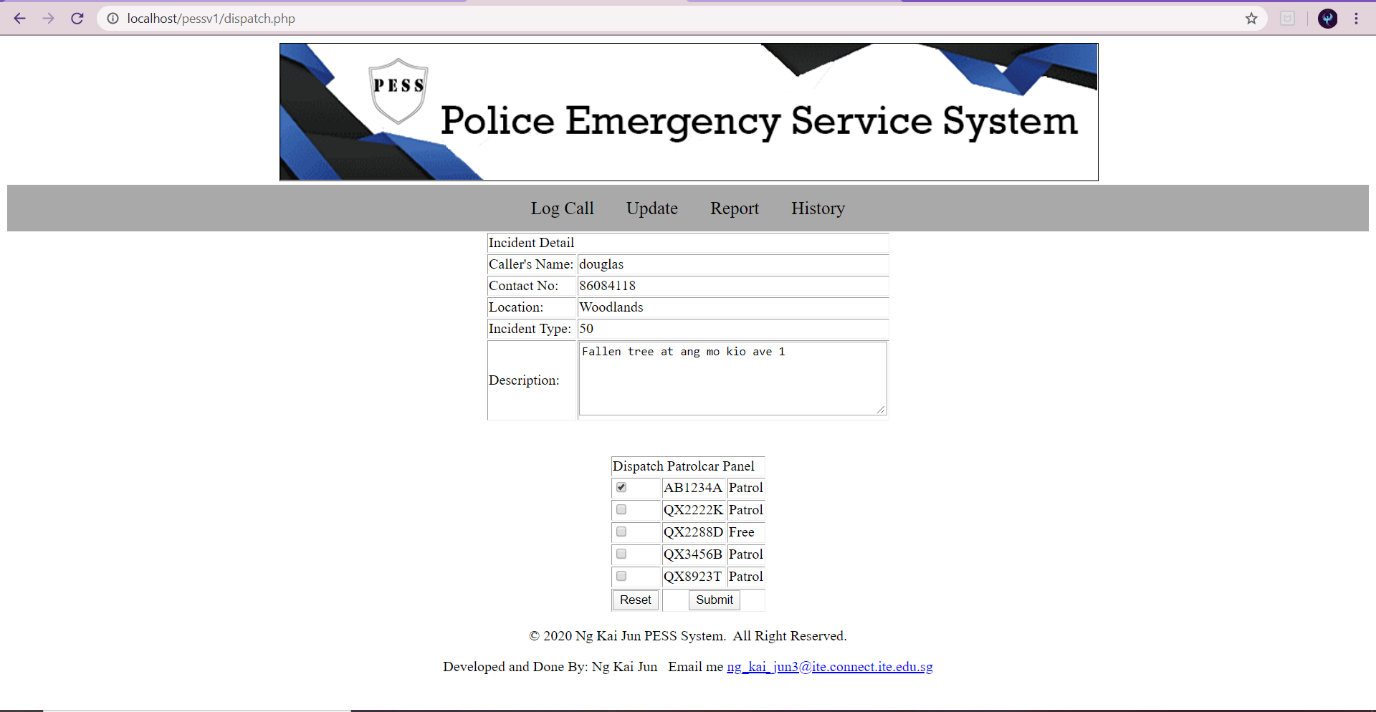 localhost/pessv1/dispatch.php
PESS
Police Emergency Service System
Log Call Update Report History
Incident Detail
Caller's Name: douglas
Contact No: 86084118
Location: Woodlands
Incident Type: 50
Description: Fallen tree at ang mo kio ave 1
Dispatch Patrolcar Panel
AB1234A Patrol
QX2222K Patrol
QX2288D Free
QX3456B Patrol
QX8923T Patrol
Reset Submit
© 2020 Ng Kai Jun PESS System. All Right Reserved.
Developed and Done By: Ng Kai Jun Email me ng_kai_jun3@ite.connect.ite.edu.sg